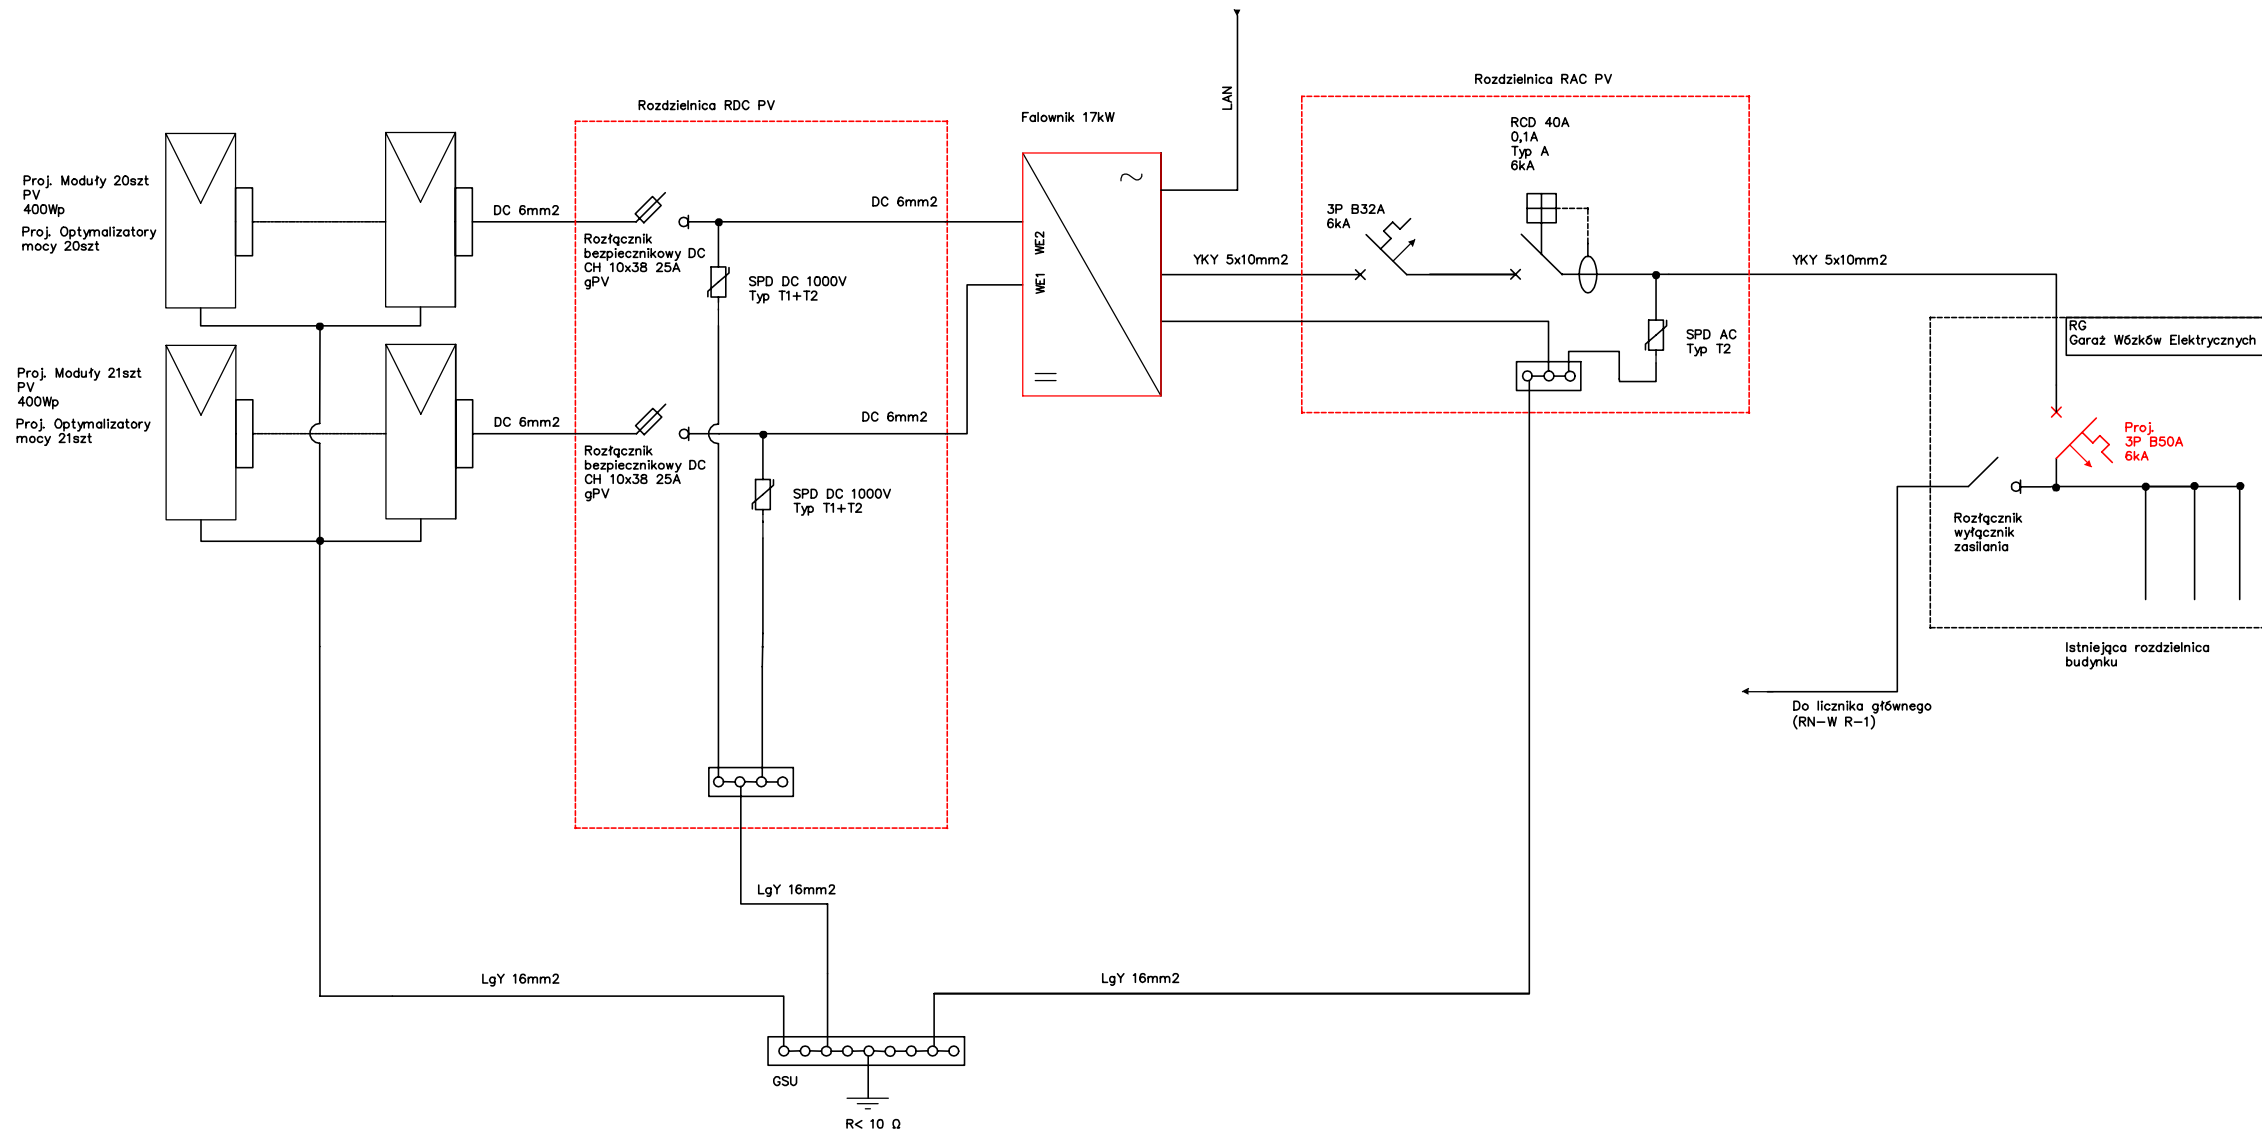 LAN
Rozdzielnica RAC PV
Rozdzielnica RDC PV
Falownik 17kW
RCD 40A
0,1A
Typ A
6kA
Proj. Moduły 20szt
PV
400Wp
Proj. Optymalizatory
mocy 20szt
DC 6mm2
Rozłącznik
bezpiecznikowy DC
CH 10x38 25A
gPV
SPD DC 1000V
Typ T1+T2
DC 6mm2
WE2
WE1
3P B32A
6kA
YKY 5x10mm2
YKY 5x10mm2
SPD AC
Typ T2
RG
Garaż Wózków Elektrycznych
Proj. Moduły 21szt
PV
400Wp
Proj. Optymalizatory
mocy 21szt
DC 6mm2
Rozłącznik
bezpiecznikowy DC
CH 10x38 25A
gPV
SPD DC 1000V
Typ T1+T2
DC 6mm2
Proj.
3P B50A
6kA
Rozłącznik
wyłącznik
zasilania
Istniejąca rozdzielnica
budynku
Do licznika głównego
(RN-W R-1)
LgY 16mm2
LgY 16mm2
LgY 16mm2
GSU
R< 10 Ω